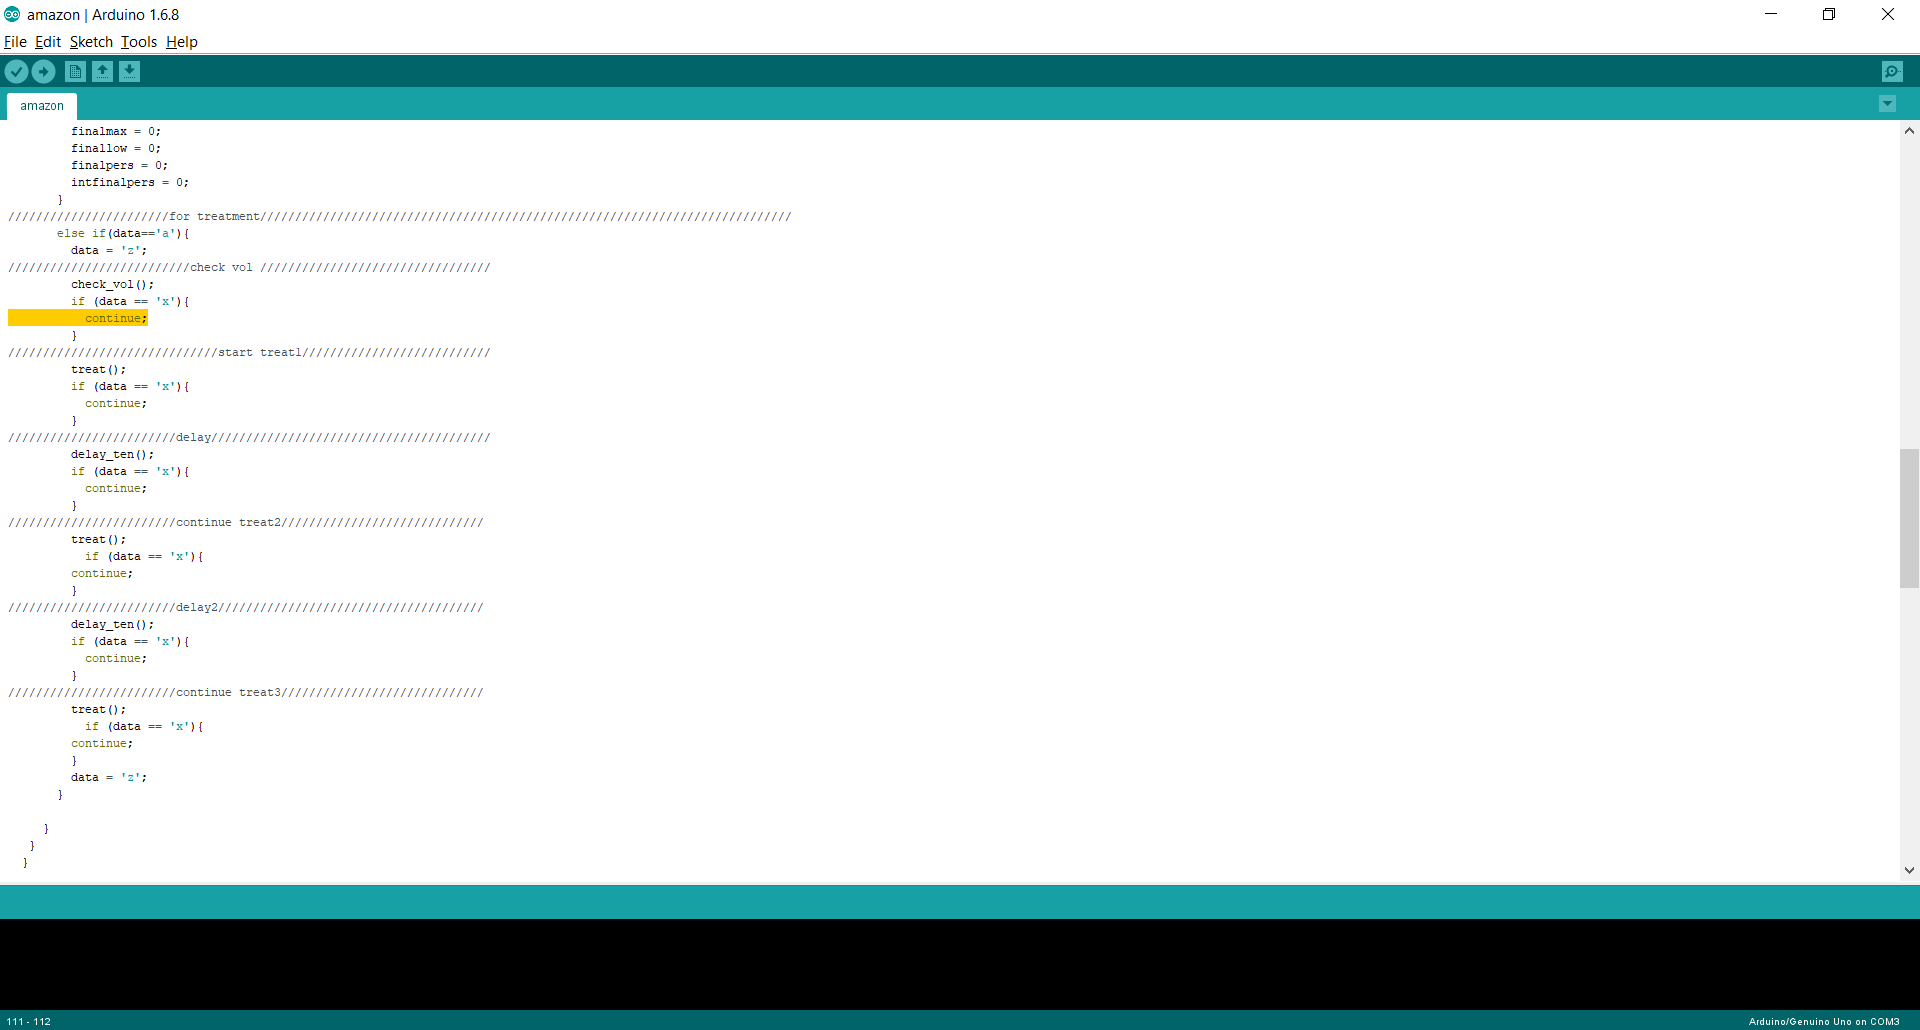 amazon | Arduino 1.6.8
File Edit Sketch Tools Help
amazon
finalmax = 0;
finallow = 0;
finalpers = 0;
intfinalpers = 0;
}
///////////////////////for treatment////////////////////////////////////////////////////////////////////////////
else if(data=='a'){
data = 'z';
//////////////////////////check vol /////////////////////////////////
check_vol();
if (data == 'x'){
continue;
}
//////////////////////////////start treat1///////////////////////////
treat();
if (data == 'x'){
continue;
}
////////////////////////delay////////////////////////////////////////
delay_ten();
if (data == 'x'){
continue;
}
////////////////////////continue treat2/////////////////////////////
treat();
if (data == 'x'){
continue;
}
////////////////////////delay2//////////////////////////////////////
delay_ten();
if (data == 'x'){
continue;
}
////////////////////////continue treat3/////////////////////////////
treat();
if (data == 'x'){
continue;
}
data = 'z';
}
}
}
}
111 - 112
Arduino/Genuino Uno on COM3